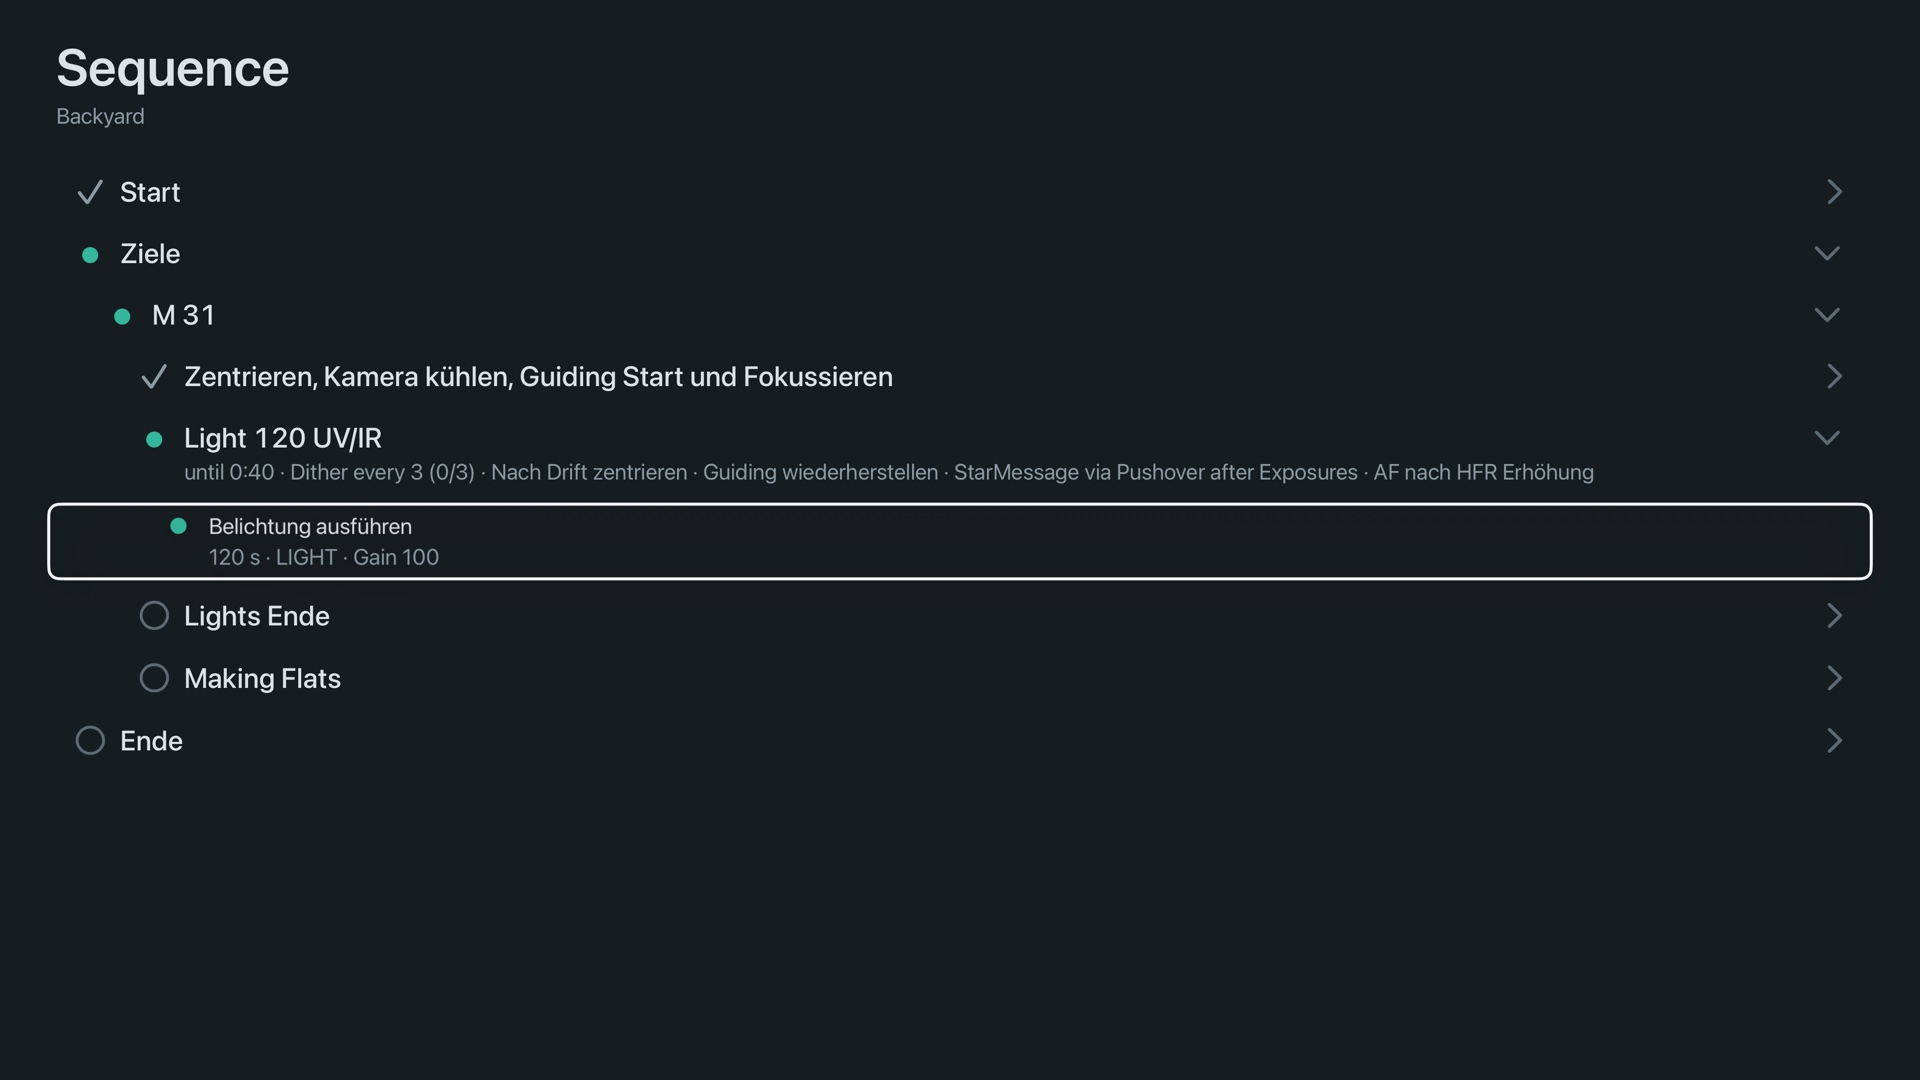 Sequence
Backyard
Start
Ziele
M 31
Zentrieren, Kamera kühlen, Guiding Start und Fokussieren
Light 120 UV/IR
until 0:40 · Dither every 3 (0/3) · Nach Drift zentrieren · Guiding wiederherstellen · StarMessage via Pushover after Exposures · AF nach HFR Erhöhung
Belichtung ausführen
120 s · LIGHT · Gain 100
Lights Ende
Making Flats
Ende